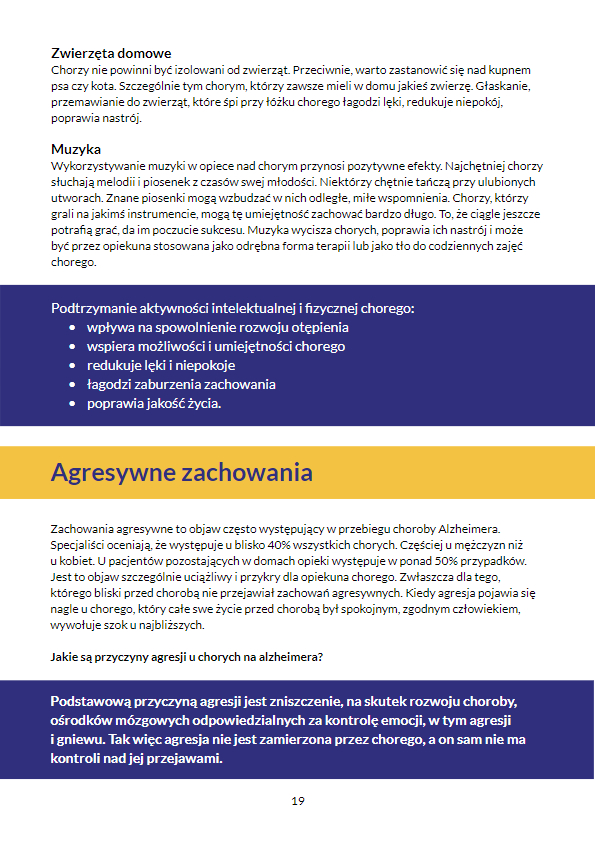 Zwierzęta domowe
Chorzy nie powinni być izolowani od zwierząt. Przeciwnie, warto zastanowić się nad kupnem
psa czy kota. Szczególnie tym chorym, którzy zawsze mieli w domu jakieś zwierzę. Głaskanie,
przemawianie do zwierząt, które śpi przy łóżku chorego łagodzi lęki, redukuje niepokój,
poprawia nastrój.
Muzyka
Wykorzystywanie muzyki w opiece nad chorym przynosi pozytywne efekty. Najchętniej chorzy
słuchają melodii i piosenek z czasów swej młodości. Niektórzy chętnie tańczą przy ulubionych
utworach. Znane piosenki mogą wzbudzać w nich odległe, miłe wspomnienia. Chorzy, którzy
grali na jakimś instrumencie, mogą tę umiejętność zachować bardzo długo. To, że ciągle jeszcze
potrafią grać, da im poczucie sukcesu. Muzyka wycisza chorych, poprawia ich nastrój i może
być przez opiekuna stosowana jako odrębna forma terapii lub jako tło do codziennych zajęć
chorego.
Podtrzymanie aktywności intelektualnej i fizycznej chorego:
• wpływa na spowolnienie rozwoju otępienia
• wspiera możliwości i umiejętności chorego
• redukuje lęki i niepokoje
• łagodzi zaburzenia zachowania
• poprawia jakość życia.
Agresywne zachowania
Zachowania agresywne to objaw często występujący w przebiegu choroby Alzheimera.
Specjaliści oceniają, że występuje u blisko 40% wszystkich chorych. Częściej u mężczyzn niż
u kobiet. U pacjentów pozostających w domach opieki występuje w ponad 50% przypadków.
Jest to objaw szczególnie uciążliwy i przykry dla opiekuna chorego. Zwłaszcza dla tego,
którego bliski przed chorobą nie przejawiał zachowań agresywnych. Kiedy agresja pojawia się
nagle u chorego, który całe swe życie przed chorobą był spokojnym, zgodnym człowiekiem,
wywołuje szok u najbliższych.
Jakie są przyczyny agresji u chorych na alzheimera?
Podstawową przyczyną agresji jest zniszczenie, na skutek rozwoju choroby,
ośrodków mózgowych odpowiedzialnych za kontrolę emocji, w tym agresji
i gniewu. Tak więc agresja nie jest zamierzona przez chorego, a on sam nie ma
kontroli nad jej przejawami.
19